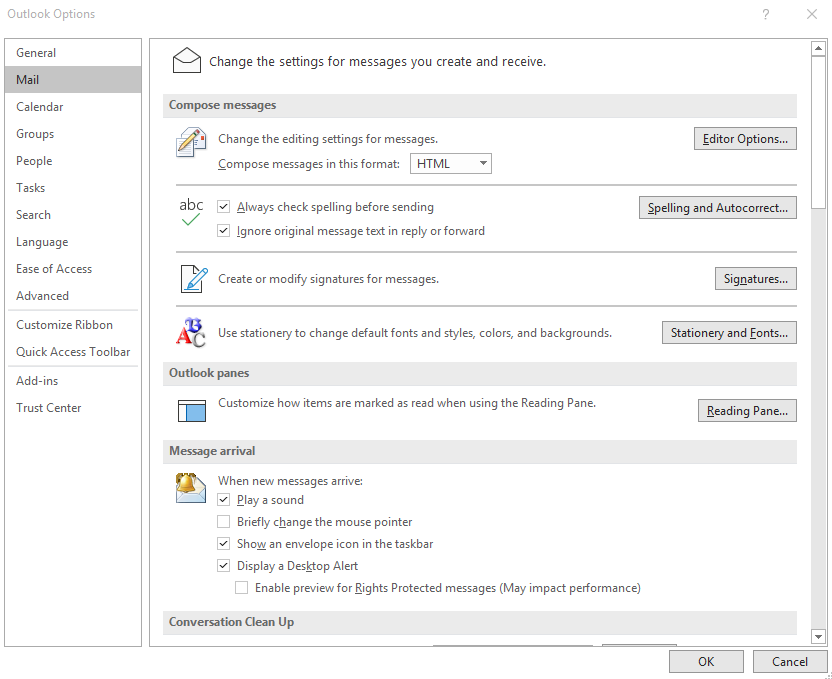 Outlook Options
General
Mail
Calendar
Groups
People
Tasks
Search
Language
Ease of Access
Advanced
Customize Ribbon
Quick Access Toolbar
Add-ins
Trust Center
Change the settings for messages you create and receive.
Compose messages
Change the editing settings for messages.
Editor Options...
Compose messages in this format: HTML
abc
Always check spelling before sending
Spelling and Autocorrect...
Ignore original message text in reply or forward
Create or modify signatures for messages.
Signatures...
ABC
Use stationery to change default fonts and styles, colors, and backgrounds.
Stationery and Fonts...
Outlook panes
Customize how items are marked as read when using the Reading Pane.
Reading Pane...
Message arrival
When new messages arrive:
Play a sound
Briefly change the mouse pointer
Show an envelope icon in the taskbar
Display a Desktop Alert
Enable preview for Rights Protected messages (May impact performance)
Conversation Clean Up
OK
Cancel